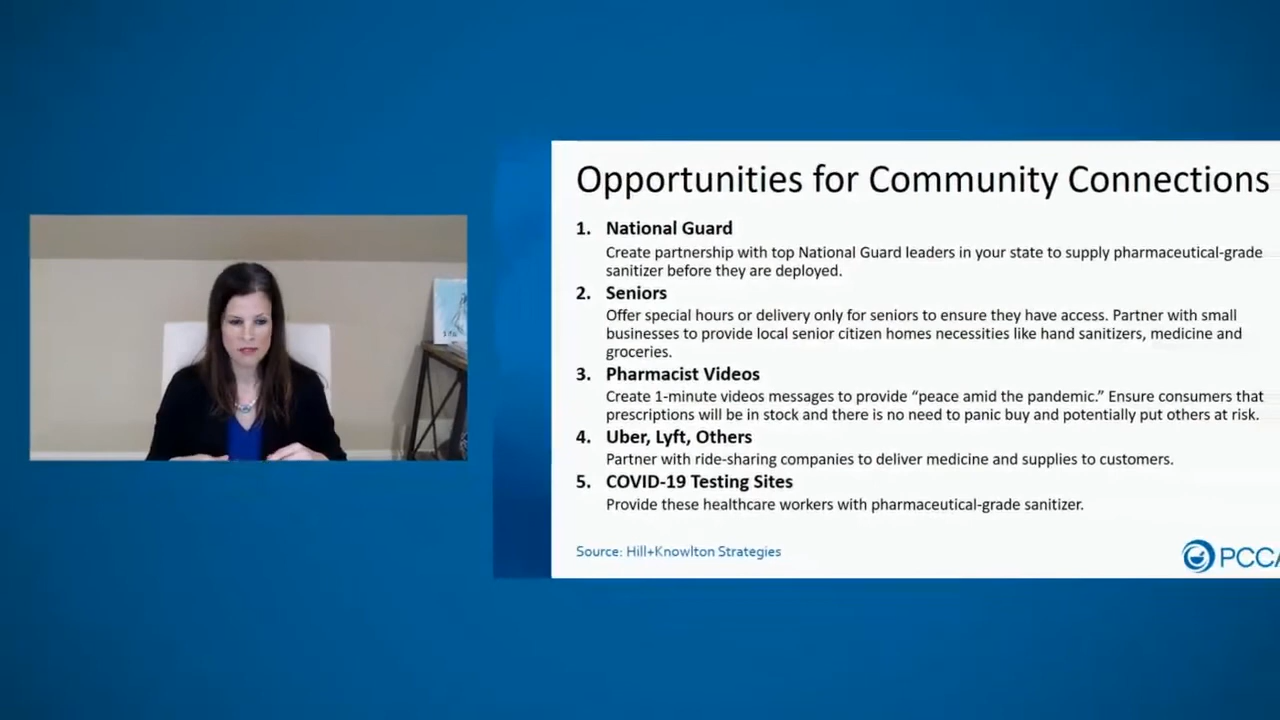 Opportunities for Community Connections
1. National Guard
Create partnership with top National Guard leaders in your state to supply pharmaceutical-grade
sanitizer before they are deployed.
2. Seniors
Offer special hours or delivery only for seniors to ensure they have access. Partner with small
businesses to provide local senior citizen homes necessities like hand sanitizers, medicine and
groceries.
3. Pharmacist Videos
Create 1-minute videos messages to provide “peace amid the pandemic.” Ensure consumers that
prescriptions will be in stock and there is no need to panic buy and potentially put others at risk.
4. Uber, Lyft, Others
Partner with ride-sharing companies to deliver medicine and supplies to customers.
5. COVID-19 Testing Sites
Provide these healthcare workers with pharmaceutical-grade sanitizer.
Source: Hill+Knowlton Strategies
PCCA